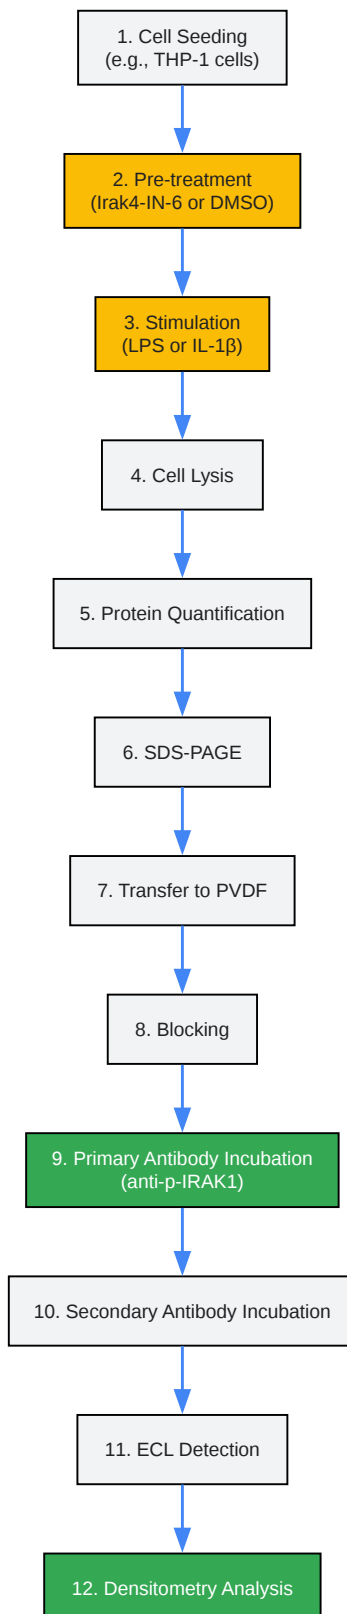 1. Cell Seeding
(e.g., THP-1 cells)
2. Pre-treatment
(Irak4-IN-6 or DMSO)
3. Stimulation
(LPS or IL-1β)
4. Cell Lysis
5. Protein Quantification
6. SDS-PAGE
7. Transfer to PVDF
8. Blocking
9. Primary Antibody Incubation
(anti-p-IRAK1)
10. Secondary Antibody Incubation
11. ECL Detection
12. Densitometry Analysis